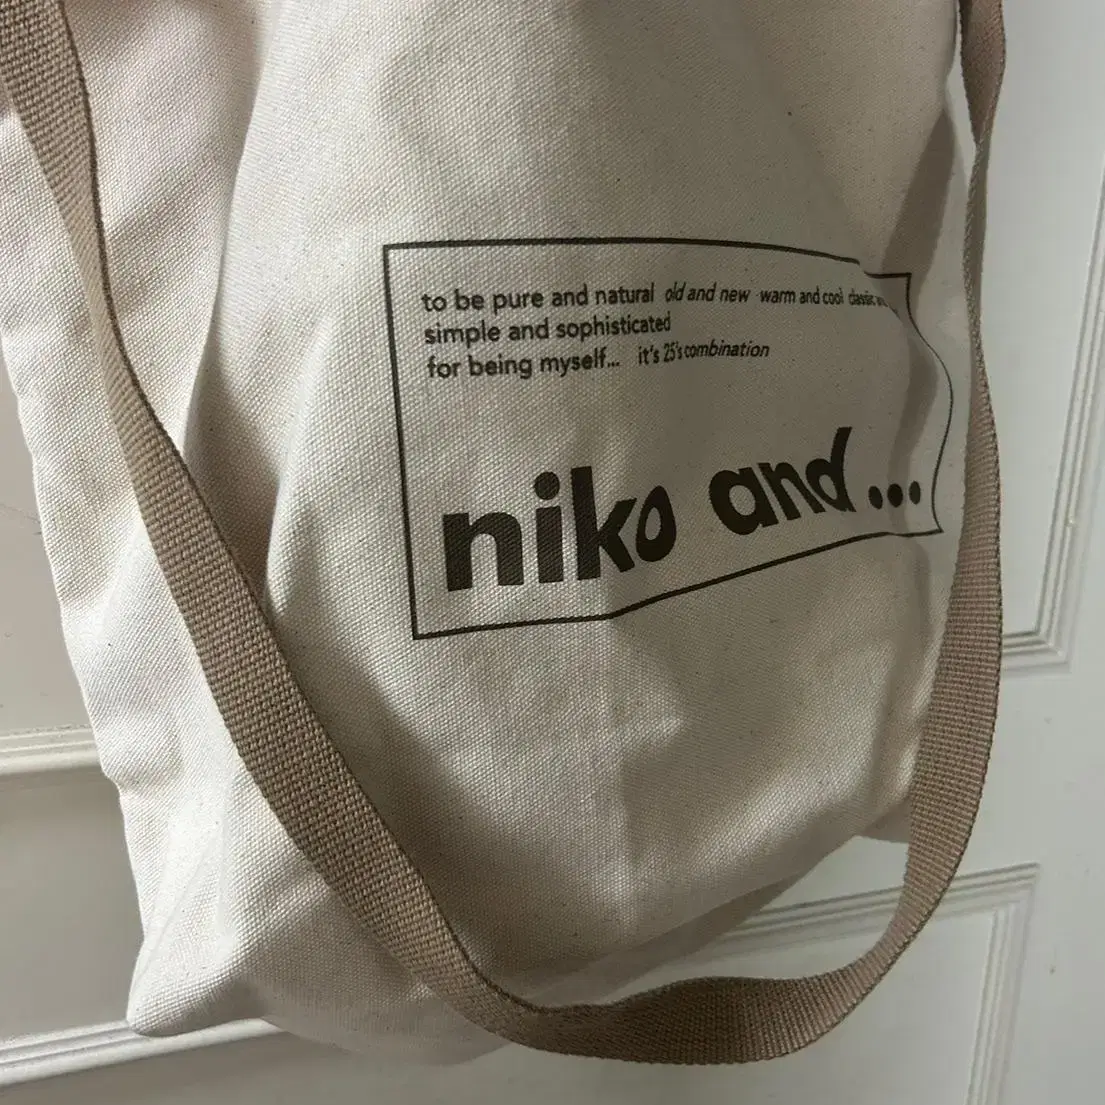 to be pure and natural old and new warm and cool classic
simple and sophisticated
for being myself... it's 25's combination
niko and ...